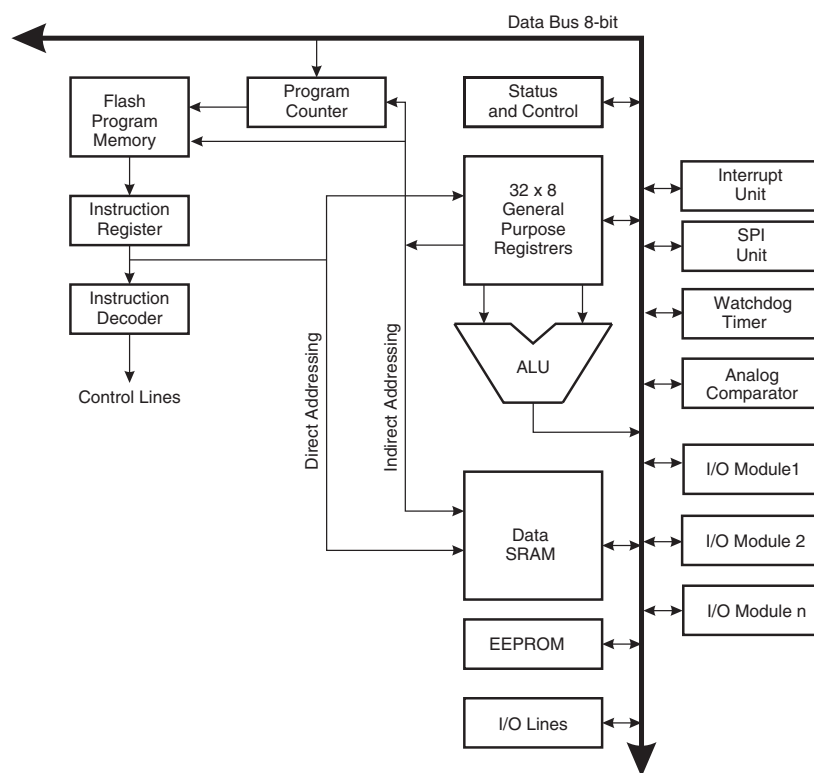 Data Bus 8-bit
Flash
Program
Memory
Program
Counter
Status
and Control
Instruction
Register
32 x 8
General
Purpose
Registrers
Interrupt
Unit
SPI
Unit
Instruction
Decoder
Watchdog
Timer
ALU
Analog
Comparator
Control Lines
Direct Addressing
Indirect Addressing
I/O Module1
Data
SRAM
I/O Module 2
I/O Module n
EEPROM
I/O Lines